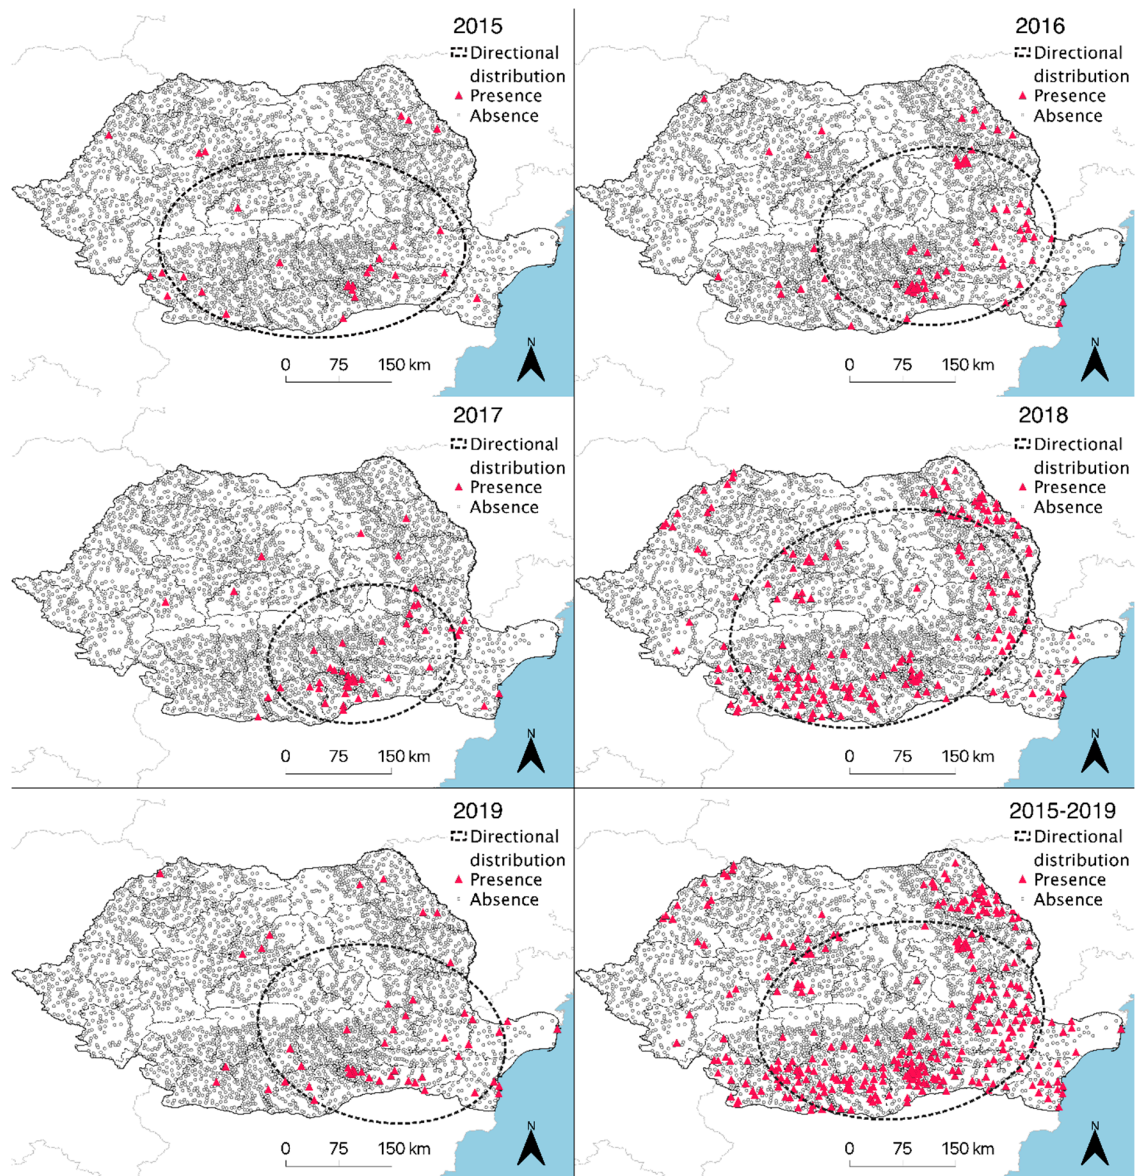 2015
Directional
distribution
Presence
Absence
N
0 75 150 km
2016
Directional
distribution
Presence
Absence
N
0 75 150 km
2017
Directional
distribution
Presence
Absence
N
0 75 150 km
2018
Directional
distribution
Presence
Absence
N
0 75 150 km
2019
Directional
distribution
Presence
Absence
N
0 75 150 km
2015-2019
Directional
distribution
Presence
Absence
N
0 75 150 km